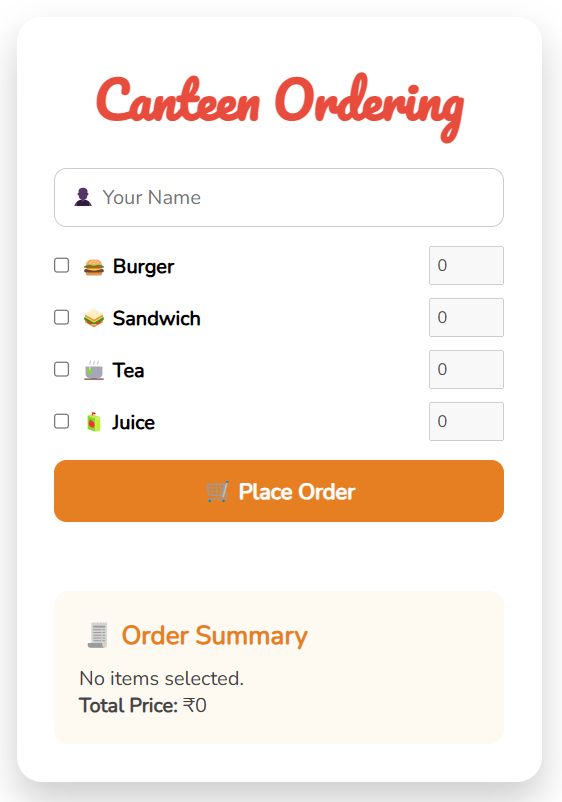 Canteen Ordering
👤 Your Name
🍔 Burger 0
🥪 Sandwich 0
🍵 Tea 0
🧃 Juice 0
🛒 Place Order
🧾 Order Summary
No items selected.
Total Price: ₹0